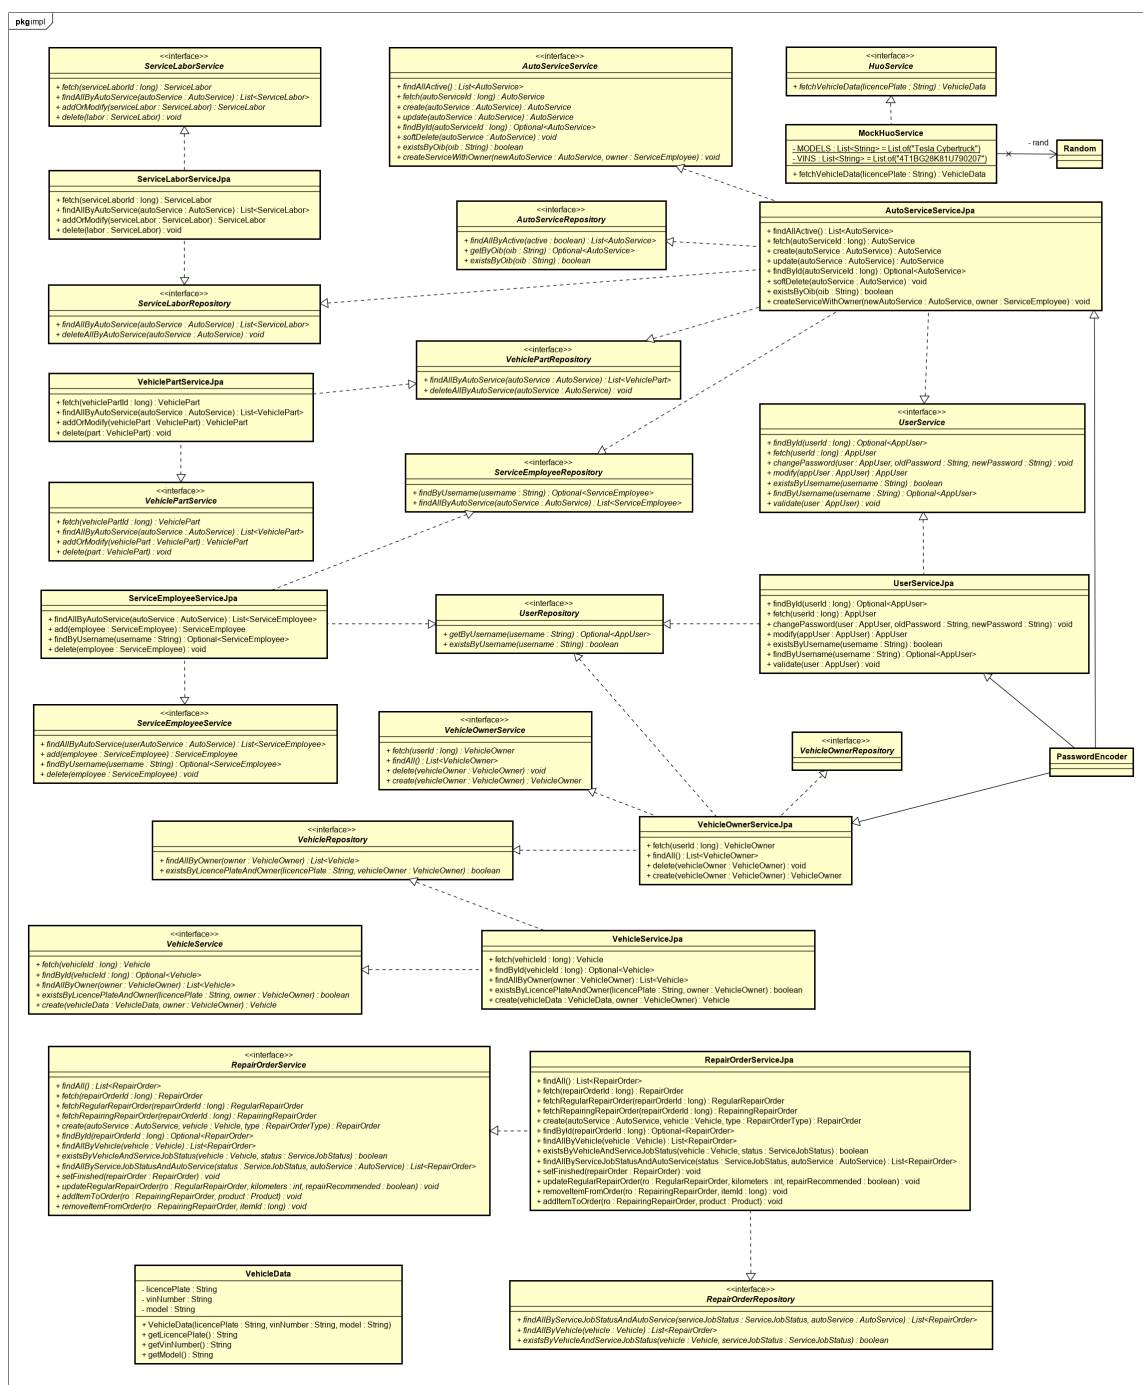 pkg impl
<<interface>>
ServiceLaborService
+ fetch(serviceLaborId : long) : ServiceLabor
+ findAllByAutoService(autoService : AutoService) : List<ServiceLabor>
+ addOrModify(serviceLabor : ServiceLabor) : ServiceLabor
+ delete(labor : ServiceLabor) : void
<<interface>>
AutoServiceService
+ findAllActive() : List<AutoService>
+ fetch(autoServiceId : long) : AutoService
+ create(autoService : AutoService) : AutoService
+ update(autoService : AutoService) : AutoService
+ findById(autoServiceId : long) : Optional<AutoService>
+ softDelete(autoService : AutoService) : void
+ existsByOib(oib : String) : boolean
+ createServiceWithOwner(newAutoService : AutoService, owner : ServiceEmployee) : void
<<interface>>
HuoService
+ fetchVehicleData(licencePlate : String) : VehicleData
MockHuoService
- MODELS : List<String> = List.of("Tesla Cybertruck")
- VINS : List<String> = List.of("4T1BG28K81U790207")
+ fetchVehicleData(licencePlate : String) : VehicleData
- rand
Random
ServiceLaborServiceJpa
+ fetch(serviceLaborId : long) : ServiceLabor
+ findAllByAutoService(autoService : AutoService) : List<ServiceLabor>
+ addOrModify(serviceLabor : ServiceLabor) : ServiceLabor
+ delete(labor : ServiceLabor) : void
<<interface>>
AutoServiceRepository
+ findAllByActive(active : boolean) : List<AutoService>
+ getByOib(oib : String) : Optional<AutoService>
+ existsByOib(oib : String) : boolean
AutoServiceServiceJpa
+ findAllActive() : List<AutoService>
+ fetch(autoServiceId : long) : AutoService
+ create(autoService : AutoService) : AutoService
+ update(autoService : AutoService) : AutoService
+ findById(autoServiceId : long) : Optional<AutoService>
+ softDelete(autoService : AutoService) : void
+ existsByOib(oib : String) : boolean
+ createServiceWithOwner(newAutoService : AutoService, owner : ServiceEmployee) : void
<<interface>>
ServiceLaborRepository
+ findAllByAutoService(autoService : AutoService) : List<ServiceLabor>
+ deleteAllByAutoService(autoService : AutoService) : void
<<interface>>
VehiclePartRepository
+ findAllByAutoService(autoService : AutoService) : List<VehiclePart>
+ deleteAllByAutoService(autoService : AutoService) : void
VehiclePartServiceJpa
+ fetch(vehiclePartId : long) : VehiclePart
+ findAllByAutoService(autoService : AutoService) : List<VehiclePart>
+ addOrModify(vehiclePart : VehiclePart) : VehiclePart
+ delete(part : VehiclePart) : void
<<interface>>
UserService
+ findById(userId : long) : Optional<AppUser>
+ fetch(userId : long) : AppUser
+ changePassword(user : AppUser, oldPassword : String, newPassword : String) : void
+ modify(appUser : AppUser) : AppUser
+ existsByUsername(username : String) : boolean
+ findByUsername(username : String) : Optional<AppUser>
+ validate(user : AppUser) : void
<<interface>>
ServiceEmployeeRepository
+ findByUsername(username : String) : Optional<ServiceEmployee>
+ findAllByAutoService(autoService : AutoService) : List<ServiceEmployee>
<<interface>>
VehiclePartService
+ fetch(vehiclePartId : long) : VehiclePart
+ findAllByAutoService(autoService : AutoService) : List<VehiclePart>
+ addOrModify(vehiclePart : VehiclePart) : VehiclePart
+ delete(part : VehiclePart) : void
ServiceEmployeeServiceJpa
+ findAllByAutoService(autoService : AutoService) : List<ServiceEmployee>
+ add(employee : ServiceEmployee) : ServiceEmployee
+ findByUsername(username : String) : Optional<ServiceEmployee>
+ delete(employee : ServiceEmployee) : void
<<interface>>
UserRepository
+ getByUsername(username : String) : Optional<AppUser>
+ existsByUsername(username : String) : boolean
UserServiceJpa
+ findById(userId : long) : Optional<AppUser>
+ fetch(userId : long) : AppUser
+ changePassword(user : AppUser, oldPassword : String, newPassword : String) : void
+ modify(appUser : AppUser) : AppUser
+ existsByUsername(username : String) : boolean
+ findByUsername(username : String) : Optional<AppUser>
+ validate(user : AppUser) : void
<<interface>>
ServiceEmployeeService
+ findAllByAutoService(userAutoService : AutoService) : List<ServiceEmployee>
+ add(employee : ServiceEmployee) : ServiceEmployee
+ findByUsername(username : String) : Optional<ServiceEmployee>
+ delete(employee : ServiceEmployee) : void
<<interface>>
VehicleOwnerService
+ fetch(userId : long) : VehicleOwner
+ findAll() : List<VehicleOwner>
+ delete(vehicleOwner : VehicleOwner) : void
+ create(vehicleOwner : VehicleOwner) : VehicleOwner
<<interface>>
VehicleOwnerRepository
PasswordEncoder
VehicleOwnerServiceJpa
+ fetch(userId : long) : VehicleOwner
+ findAll() : List<VehicleOwner>
+ delete(vehicleOwner : VehicleOwner) : void
+ create(vehicleOwner : VehicleOwner) : VehicleOwner
<<interface>>
VehicleRepository
+ findAllByOwner(owner : VehicleOwner) : List<Vehicle>
+ existsByLicencePlateAndOwner(licencePlate : String, vehicleOwner : VehicleOwner) : boolean
<<interface>>
VehicleService
+ fetch(vehicleId : long) : Vehicle
+ findById(vehicleId : long) : Optional<Vehicle>
+ findAllByOwner(owner : VehicleOwner) : List<Vehicle>
+ existsByLicencePlateAndOwner(licencePlate : String, owner : VehicleOwner) : boolean
+ create(vehicleData : VehicleData, owner : VehicleOwner) : Vehicle
VehicleServiceJpa
+ fetch(vehicleId : long) : Vehicle
+ findById(vehicleId : long) : Optional<Vehicle>
+ findAllByOwner(owner : VehicleOwner) : List<Vehicle>
+ existsByLicencePlateAndOwner(licencePlate : String, owner : VehicleOwner) : boolean
+ create(vehicleData : VehicleData, owner : VehicleOwner) : Vehicle
<<interface>>
RepairOrderService
+ findAll() : List<RepairOrder>
+ fetch(repairOrderId : long) : RepairOrder
+ fetchRegularRepairOrder(repairOrderId : long) : RegularRepairOrder
+ fetchRepairingRepairOrder(repairOrderId : long) : RepairingRepairOrder
+ create(autoService : AutoService, vehicle : Vehicle, type : RepairOrderType) : RepairOrder
+ findById(repairOrderId : long) : Optional<RepairOrder>
+ findAllByVehicle(vehicle : Vehicle) : List<RepairOrder>
+ existsByVehicleAndServiceJobStatus(vehicle : Vehicle, status : ServiceJobStatus) : boolean
+ findAllByServiceJobStatusAndAutoService(status : ServiceJobStatus, autoService : AutoService) : List<RepairOrder>
+ setFinished(repairOrder : RepairOrder) : void
+ updateRegularRepairOrder(ro : RegularRepairOrder, kilometers : int, repairRecommended : boolean) : void
+ addItemToOrder(ro : RepairingRepairOrder, product : Product) : void
+ removeItemFromOrder(ro : RepairingRepairOrder, itemId : long) : void
RepairOrderServiceJpa
+ findAll() : List<RepairOrder>
+ fetch(repairOrderId : long) : RepairOrder
+ fetchRegularRepairOrder(repairOrderId : long) : RegularRepairOrder
+ fetchRepairingRepairOrder(repairOrderId : long) : RepairingRepairOrder
+ create(autoService : AutoService, vehicle : Vehicle, type : RepairOrderType) : RepairOrder
+ findById(repairOrderId : long) : Optional<RepairOrder>
+ findAllByVehicle(vehicle : Vehicle) : List<RepairOrder>
+ existsByVehicleAndServiceJobStatus(vehicle : Vehicle, status : ServiceJobStatus) : boolean
+ findAllByServiceJobStatusAndAutoService(status : ServiceJobStatus, autoService : AutoService) : List<RepairOrder>
+ setFinished(repairOrder : RepairOrder) : void
+ updateRegularRepairOrder(ro : RegularRepairOrder, kilometers : int, repairRecommended : boolean) : void
+ removeItemFromOrder(ro : RepairingRepairOrder, itemId : long) : void
+ addItemToOrder(ro : RepairingRepairOrder, product : Product) : void
VehicleData
- licencePlate : String
- vinNumber : String
- model : String
+ VehicleData(licencePlate : String, vinNumber : String, model : String)
+ getLicencePlate() : String
+ getVinNumber() : String
+ getModel() : String
<<interface>>
RepairOrderRepository
+ findAllByServiceJobStatusAndAutoService(serviceJobStatus : ServiceJobStatus, autoService : AutoService) : List<RepairOrder>
+ findAllByVehicle(vehicle : Vehicle) : List<RepairOrder>
+ existsByVehicleAndServiceJobStatus(vehicle : Vehicle, serviceJobStatus : ServiceJobStatus) : boolean